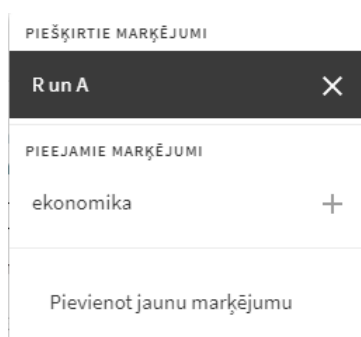 PIEŠĶIRTIE MARĶĒJUMI
R un A
PIEEJAMIE MARĶĒJUMI
ekonomika
Pievienot jaunu marķējumu